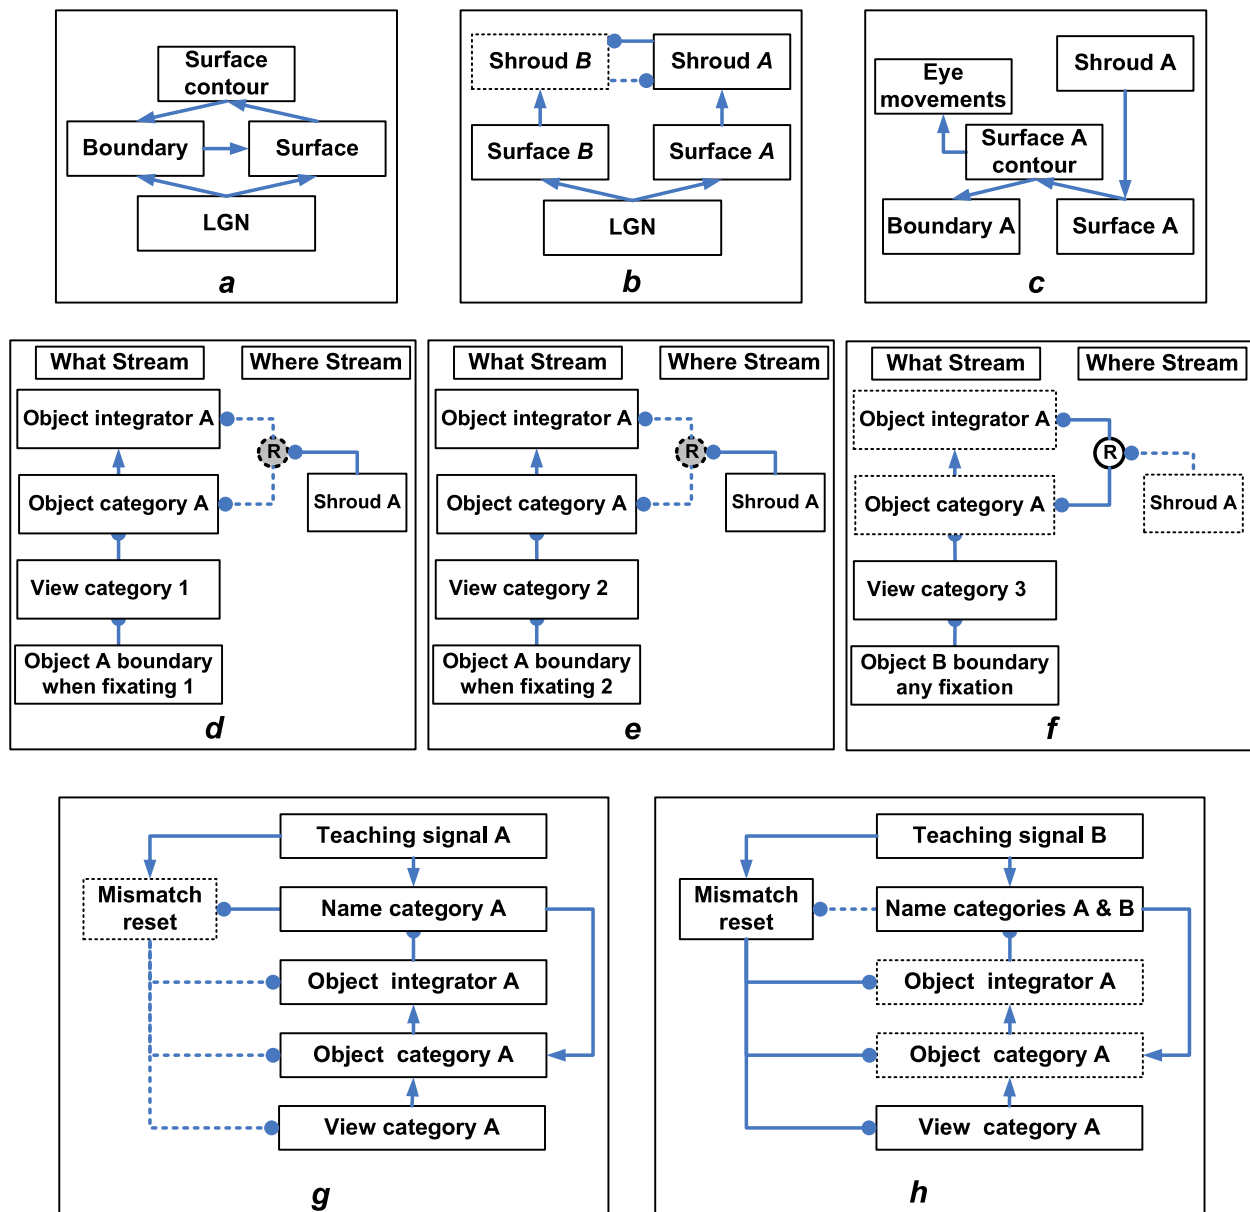 Surface
contour
Boundary
Surface
LGN
a
Shroud B
Shroud A
Surface B
Surface A
LGN
b
Eye
movements
Shroud A
Surface A
contour
Boundary A
Surface A
c
What Stream
Where Stream
Object integrator A
R
Object category A
Shroud A
View category 1
Object A boundary
when fixating 1
d
What Stream
Where Stream
Object integrator A
R
Object category A
Shroud A
View category 2
Object A boundary
when fixating 2
e
What Stream
Where Stream
Object integrator A
R
Object category A
Shroud A
View category 3
Object B boundary
any fixation
f
Teaching signal A
Mismatch
reset
Name category A
Object integrator A
Object category A
View category A
g
Teaching signal B
Mismatch
reset
Name categories A & B
Object integrator A
Object category A
View category A
h